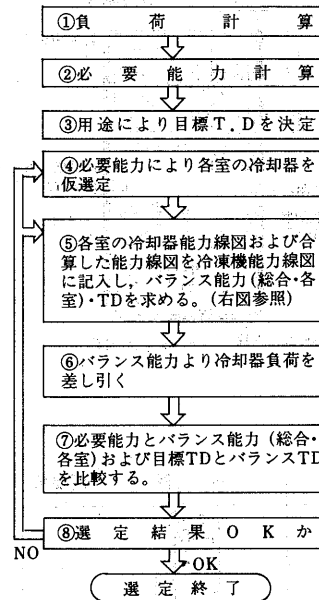 ①負荷計算
②必要能力計算
③用途により目標T.Dを決定
④必要能力により各室の冷却器を
仮選定
⑤各室の冷却器能力線図および合
算した能力線図を冷凍機能力線図
に記入し、バランス能力(総合・各
室)・TDを求める。(右図参照)
⑥バランス能力より冷却器負荷を
差し引く
⑦必要能力とバランス能力(総合・
各室)および目標TDとバランスTD
を比較する。
⑧選定結果OKか
NO
OK
選定終了